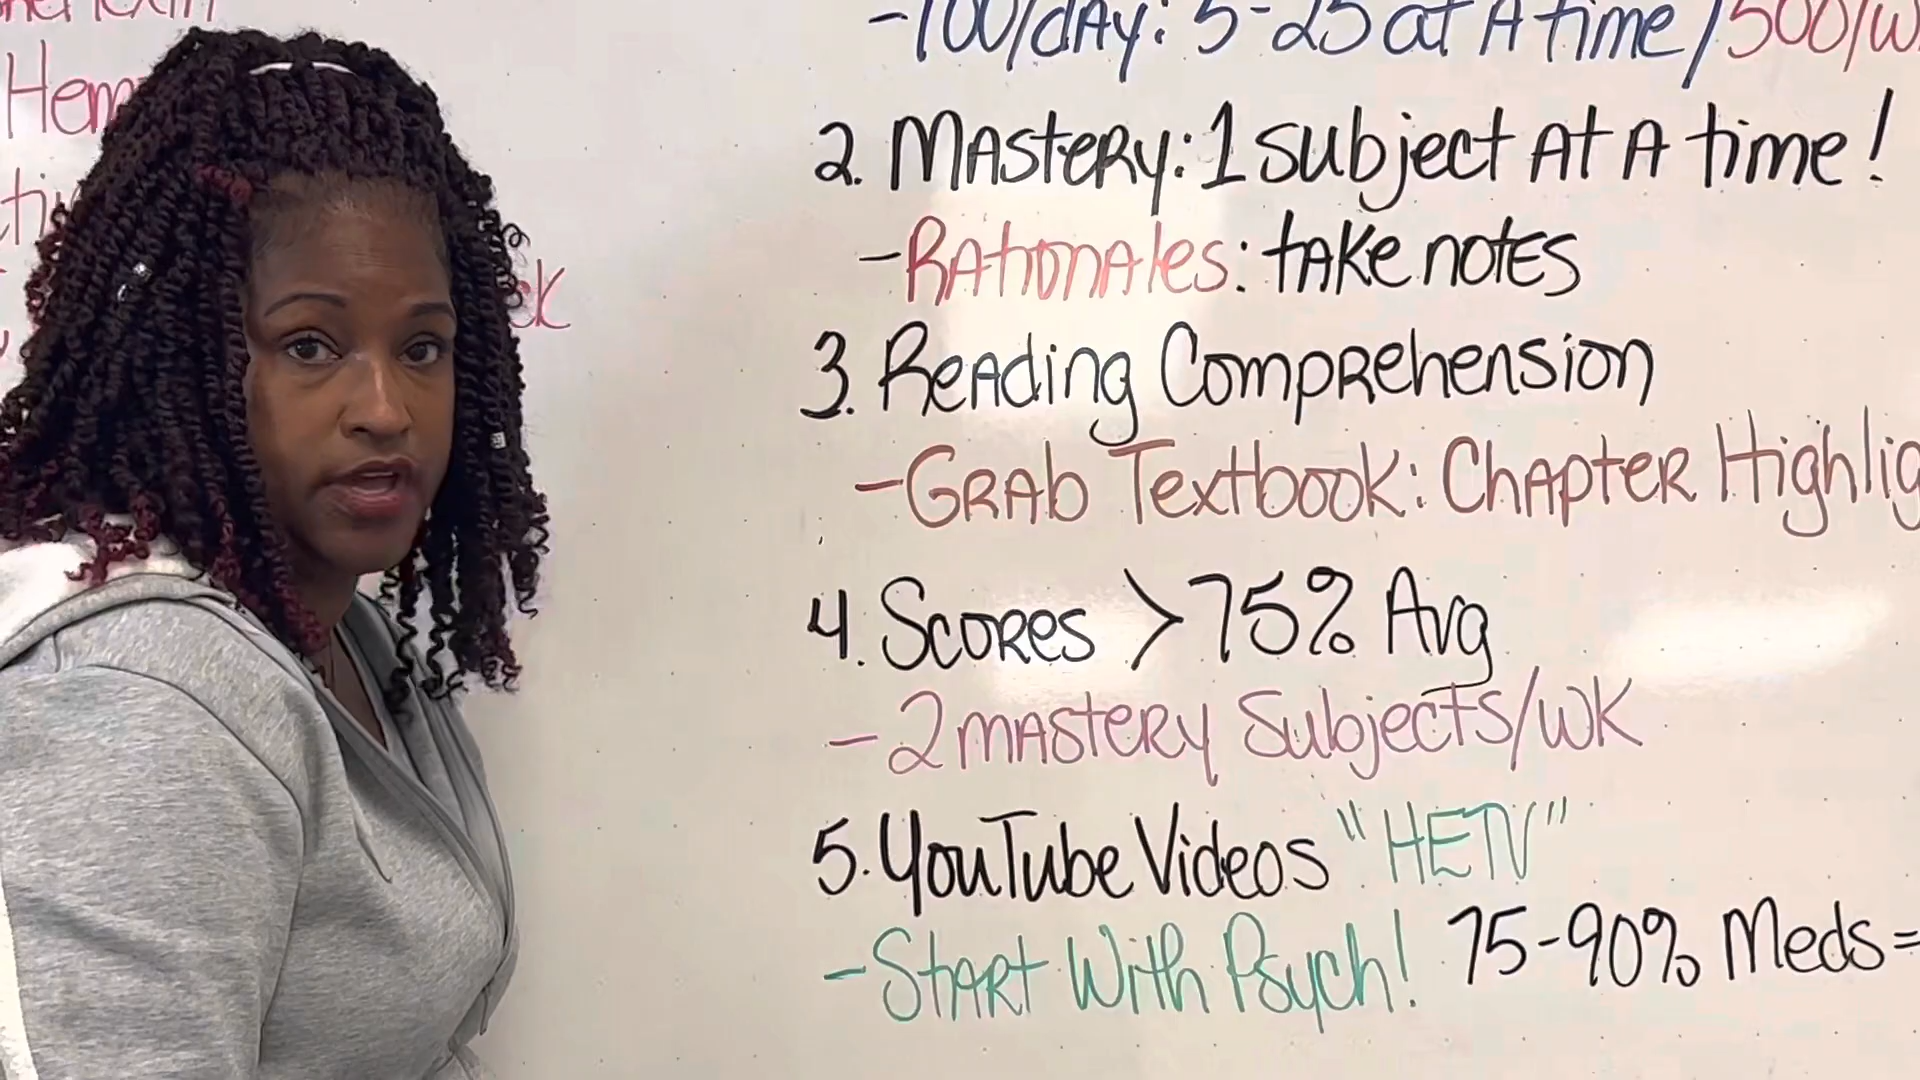 Hem
ck
-100/day: 5-25 at A time/500/w
2. Mastery: 1 subject At A time!
-Rationales: take notes
3. Reading Comprehension
-Grab Textbook: Chapter Highlig
4. Scores > 75% Avg
-2 mastery Subjects/wk
5. YouTube Videos "HETV"
-Start With Psych! 75-90% Meds=